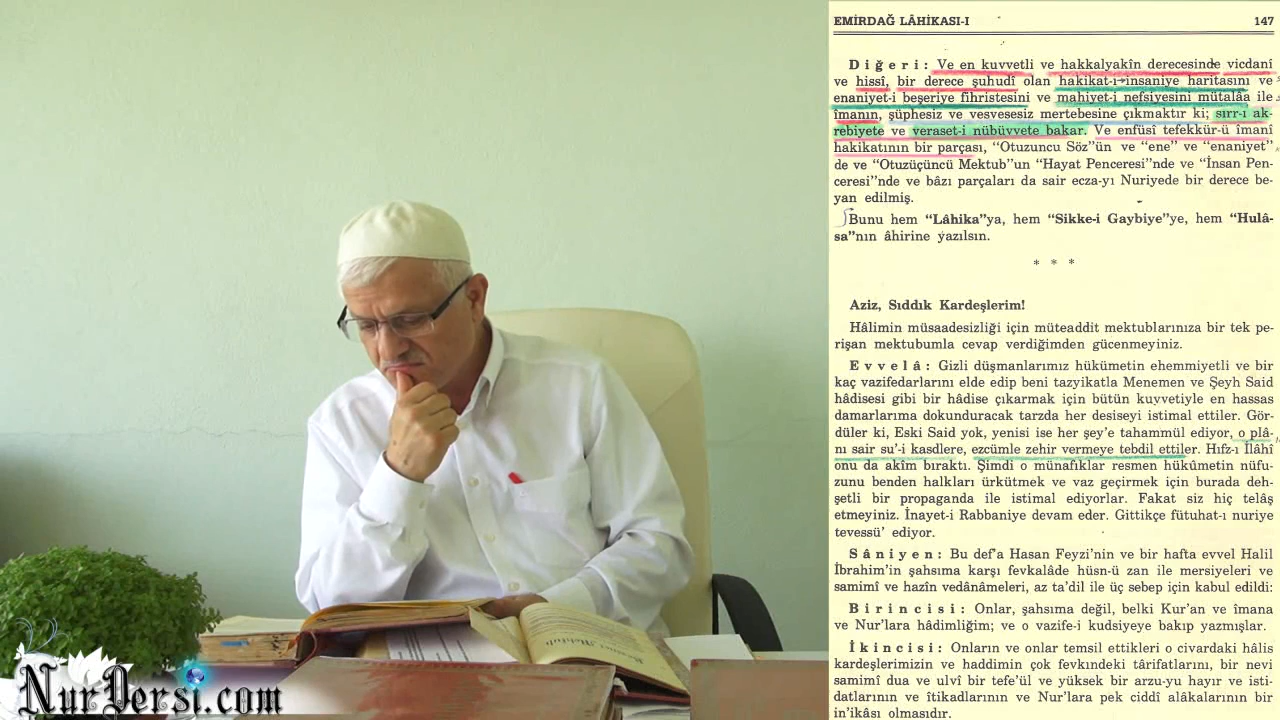 EMİRDAĞ LÂHİKASI-I 147
Diğeri: Ve en kuvvetli ve hakkalyakîn derecesinde vicdanî
ve hissî, bir derece şuhudî olan hakikat-ı insaniye haritasını ve
enaniyet-i beşeriye fihristesini ve mahiyet-i nefsiyesini mütalâa ile
îmanın, şüphesiz ve vesvesesiz mertebesine çıkmaktır ki; sırr-ı ak-
rebiyete ve veraset-i nübüvvete bakar. Ve enfüsî tefekkür-ü îmanî
hakikatının bir parçası, "Otuzuncu Söz"ün ve "ene" ve "enaniyet"
de ve "Otuzüçüncü Mektub"un "Hayat Penceresi"nde ve "İnsan Pen-
ceresi"nde ve bâzı parçaları da sair ecza-yı Nuriyede bir derece be-
yan edilmiş.
Bunu hem "Lâhika"ya, hem "Sikke-i Gaybiye"ye, hem "Hulâ-
sa"nın âhirine yazılsın.
* * *
Aziz, Sıddık Kardeşlerim!
Hâlimin müsaadesizliği için müteaddit mektublarınıza bir tek pe-
rişan mektubumla cevap verdiğimden gücenmeyiniz.
Evvelâ: Gizli düşmanlarımız hükümetin ehemmiyetli ve bir
kaç vazifedarlarını elde edip beni tazyikatla Menemen ve Şeyh Said
hâdisesi gibi bir hâdise çıkarmak için bütün kuvvetiyle en hassas
damarlarıma dokunduracak tarzda her desiseyi istimal ettiler. Gör-
düler ki, Eski Said yok, yenisi ise her şey'e tahammül ediyor, o plâ-
nı sair su'-i kasdlere, ezcümle zehir vermeye tebdil ettiler. Hıfz-ı İlâhî
onu da akîm bıraktı. Şimdi o münafıklar resmen hükûmetin nüfu-
zunu benden halkları ürkütmek ve vaz geçirmek için burada deh-
şetli bir propaganda ile istimal ediyorlar. Fakat siz hiç telâş
etmeyiniz. İnayet-i Rabbaniye devam eder. Gittikçe fütuhat-ı nuriye
tevessü' ediyor.
Sâniyen: Bu def'a Hasan Feyzi'nin ve bir hafta evvel Halil
İbrahim'in şahsıma karşı fevkalâde hüsn-ü zan ile mersiyeleri ve
samimî ve hazîn vedânâmeleri, az ta'dil ile üç sebep için kabul edildi:
Birincisi: Onlar, şahsıma değil, belki Kur'an ve îmana
ve Nur'lara hâdimliğim; ve o vazife-i kudsiyeye bakıp yazmışlar.
İkincisi: Onların ve onlar temsil ettikleri o civardaki hâlis
kardeşlerimizin ve haddimin çok fevkındeki târifatlarını, bir nevi
samimî dua ve ulvî bir tefe'ül ve yüksek bir arzu-yu hayır ve isti-
datlarının ve îtikadlarının ve Nur'lara pek ciddî alâkalarının bir
in'ikâsı olmasıdır.
NurDersi.com